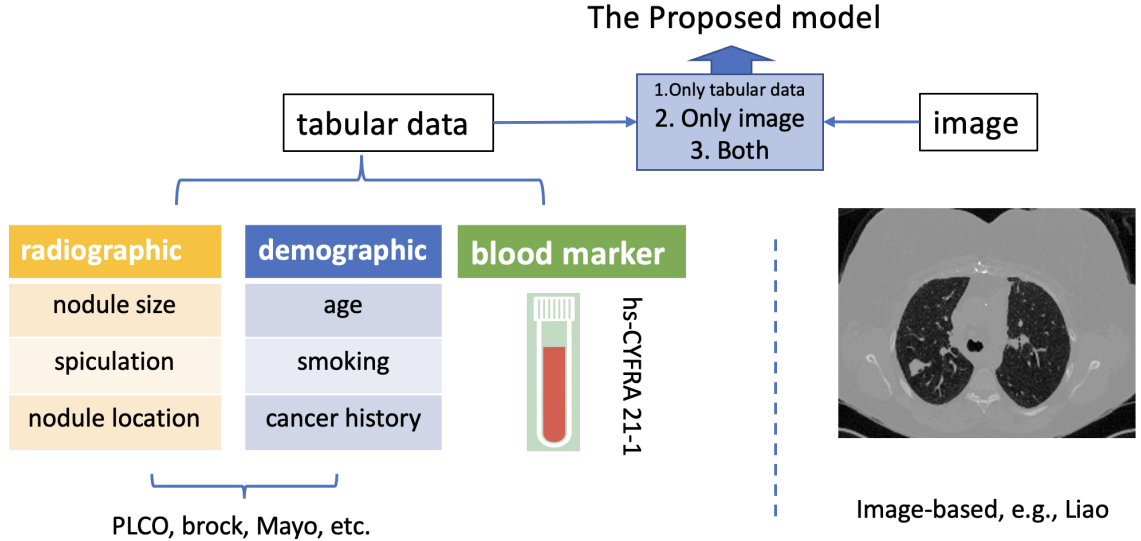 The Proposed model
1.Only tabular data
2. Only image
3. Both
tabular data
image
radiographic
demographic
blood marker
nodule size
age
spiculation
smoking
nodule location
cancer history
hs-CYFRA 21-1
PLCO, brock, Mayo, etc.
Image-based, e.g., Liao